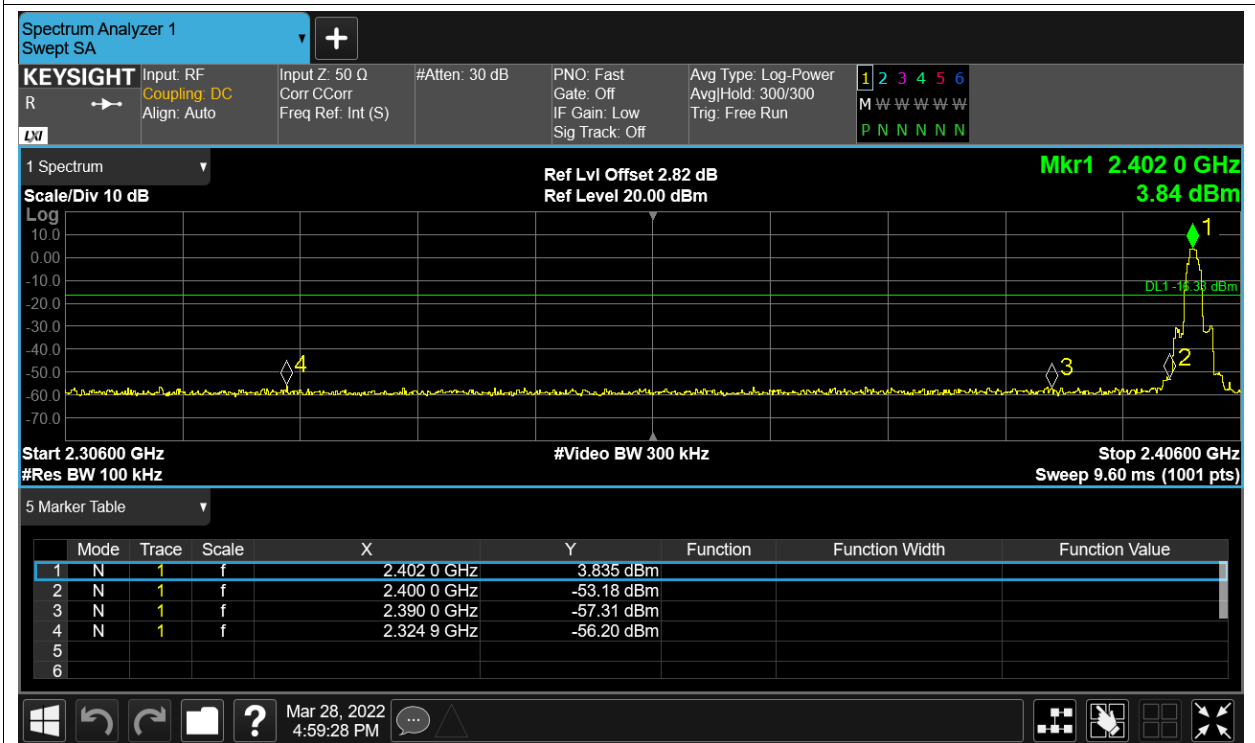 Spectrum Analyzer 1
Swept SA
+
KEYSIGHT Input: RF Input Z: 50 Ω #Atten: 30 dB PNO: Fast Avg Type: Log-Power 1 2 3 4 5 6
R Coupling: DC Corr CCorr Gate: Off Avg|Hold: 300/300 M W W W W W
Align: Auto Freq Ref: Int (S) IF Gain: Low Trig: Free Run
LXI Sig Track: Off P N N N N N
1 Spectrum Ref Lvl Offset 2.82 dB Mkr1 2.402 0 GHz
Scale/Div 10 dB Ref Level 20.00 dBm 3.84 dBm
Log
1
10.0
0.00
-10.0
DL1 -16.33 dBm
-20.0
-30.0
-40.0
4 3 2
-50.0
-60.0
-70.0
Start 2.30600 GHz #Video BW 300 kHz Stop 2.40600 GHz
#Res BW 100 kHz Sweep 9.60 ms (1001 pts)
5 Marker Table
Mode Trace Scale X Y Function Function Width Function Value
1 N 1 f 2.402 0 GHz 3.835 dBm
2 N 1 f 2.400 0 GHz -53.18 dBm
3 N 1 f 2.390 0 GHz -57.31 dBm
4 N 1 f 2.324 9 GHz -56.20 dBm
5
6
? Mar 28, 2022
4:59:28 PM